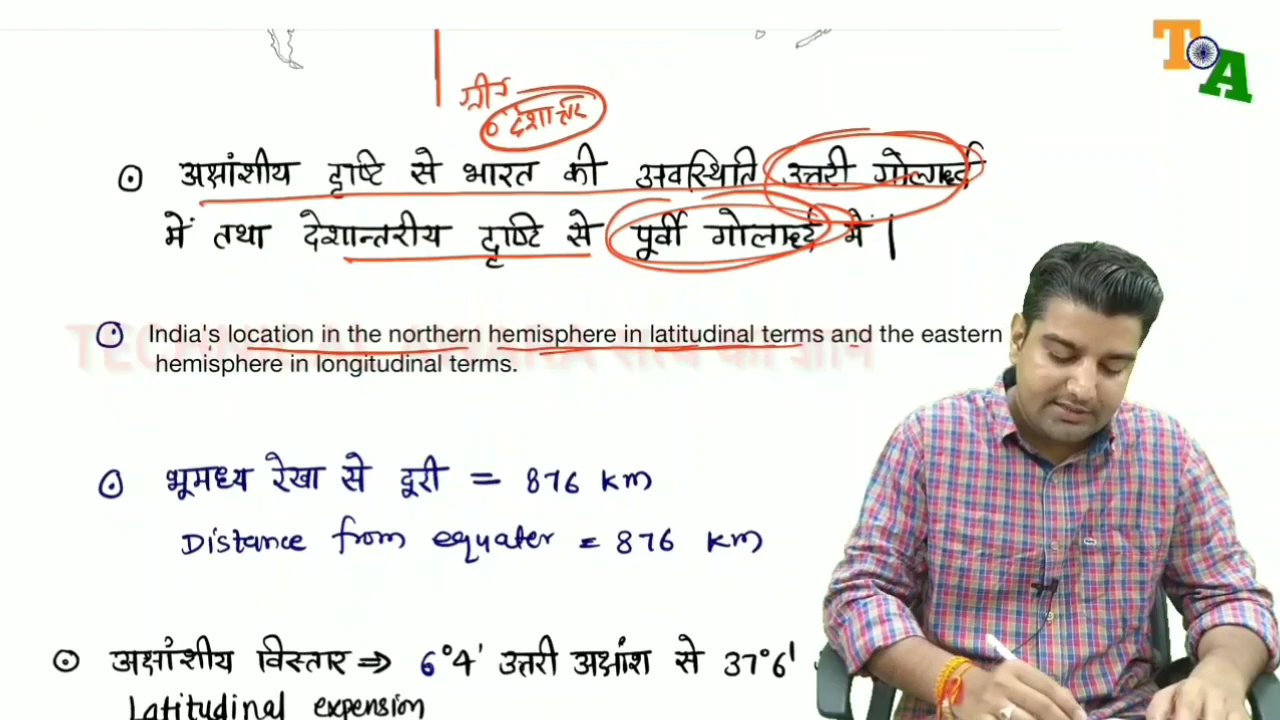 TOA
ग्रीन
0 देशान्तर
⊙ अक्षांशीय दृष्टि से भारत की अवस्थिति उत्तरी गोलार्द्ध
में तथा देशान्तरीय दृष्टि से पूर्वी गोलार्द्ध में |
⊙ India's location in the northern hemisphere in latitudinal terms and the eastern
hemisphere in longitudinal terms.
⊙ भूमध्य रेखा से दूरी = 876 km
Distance from equater = 876 km
⊙ अक्षांशीय विस्तार ⇒ 6°4' उत्तरी अक्षांश से 37°6'
Latitudinal expension